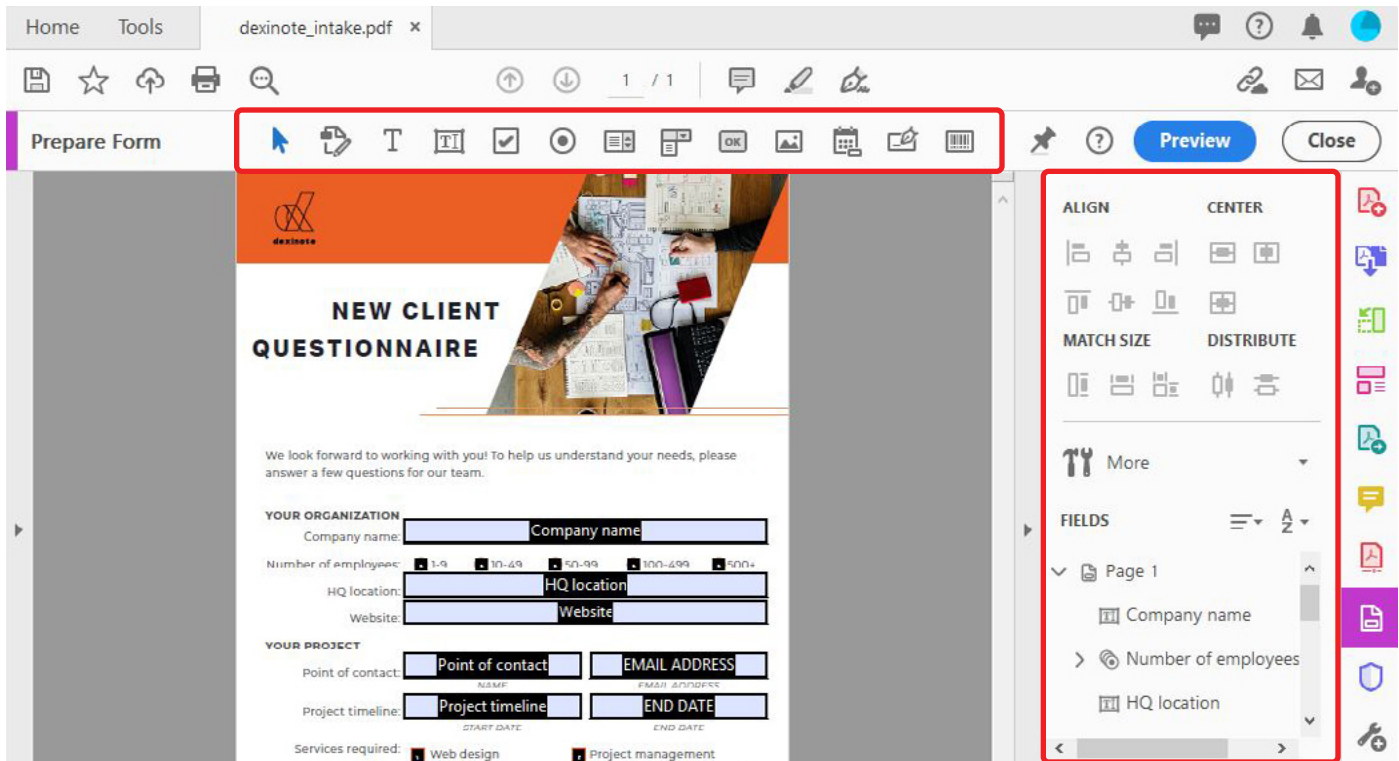 Home Tools dexinote_intake.pdf ×
1 / 1
Prepare Form T OK Preview Close
dexinote
NEW CLIENT
QUESTIONNAIRE
We look forward to working with you! To help us understand your needs, please
answer a few questions for our team.
YOUR ORGANIZATION
Company name: Company name
Number of employees: 1-9 10-49 50-99 100-499 500+
HQ location: HQ location
Website: Website
YOUR PROJECT
Point of contact: Point of contact EMAIL ADDRESS
NAME EMAIL ADDRESS
Project timeline: Project timeline END DATE
START DATE END DATE
Services required: Web design Project management
ALIGN CENTER
MATCH SIZE DISTRIBUTE
More
FIELDS
Page 1
Company name
Number of employees
HQ location